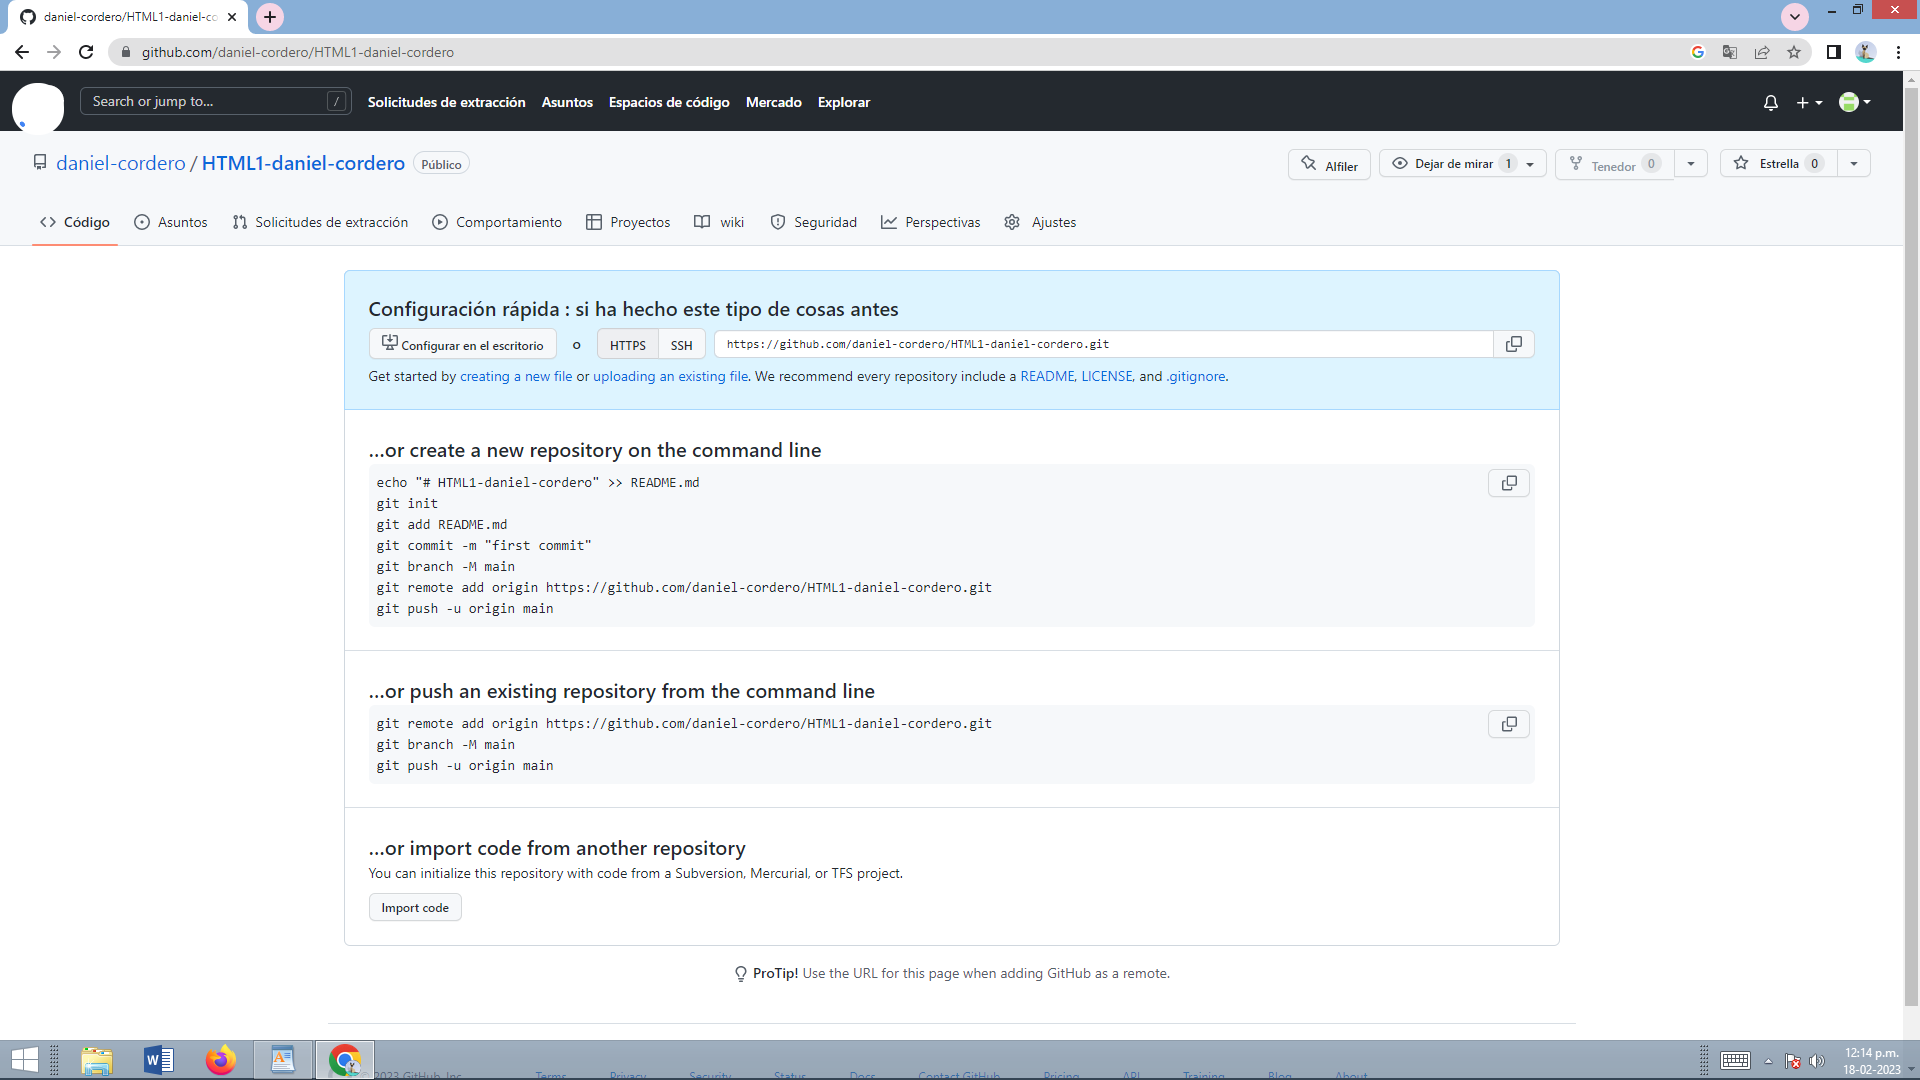 daniel-cordero/HTML1-daniel-co
github.com/daniel-cordero/HTML1-daniel-cordero
Search or jump to... /
Solicitudes de extracción Asuntos Espacios de código Mercado Explorar
daniel-cordero / HTML1-daniel-cordero Público
Alfiler Dejar de mirar 1 Tenedor 0 Estrella 0
Código Asuntos Solicitudes de extracción Comportamiento Proyectos wiki Seguridad Perspectivas Ajustes
Configuración rápida : si ha hecho este tipo de cosas antes
Configurar en el escritorio o HTTPS SSH https://github.com/daniel-cordero/HTML1-daniel-cordero.git
Get started by creating a new file or uploading an existing file. We recommend every repository include a README, LICENSE, and .gitignore.
…or create a new repository on the command line
echo "# HTML1-daniel-cordero" >> README.md
git init
git add README.md
git commit -m "first commit"
git branch -M main
git remote add origin https://github.com/daniel-cordero/HTML1-daniel-cordero.git
git push -u origin main
…or push an existing repository from the command line
git remote add origin https://github.com/daniel-cordero/HTML1-daniel-cordero.git
git branch -M main
git push -u origin main
…or import code from another repository
You can initialize this repository with code from a Subversion, Mercurial, or TFS project.
Import code
ProTip! Use the URL for this page when adding GitHub as a remote.
2023 GitHub, Inc. Terms Privacy Security Status Docs Contact GitHub Pricing API Training Blog About
12:14 p.m.
18-02-2023